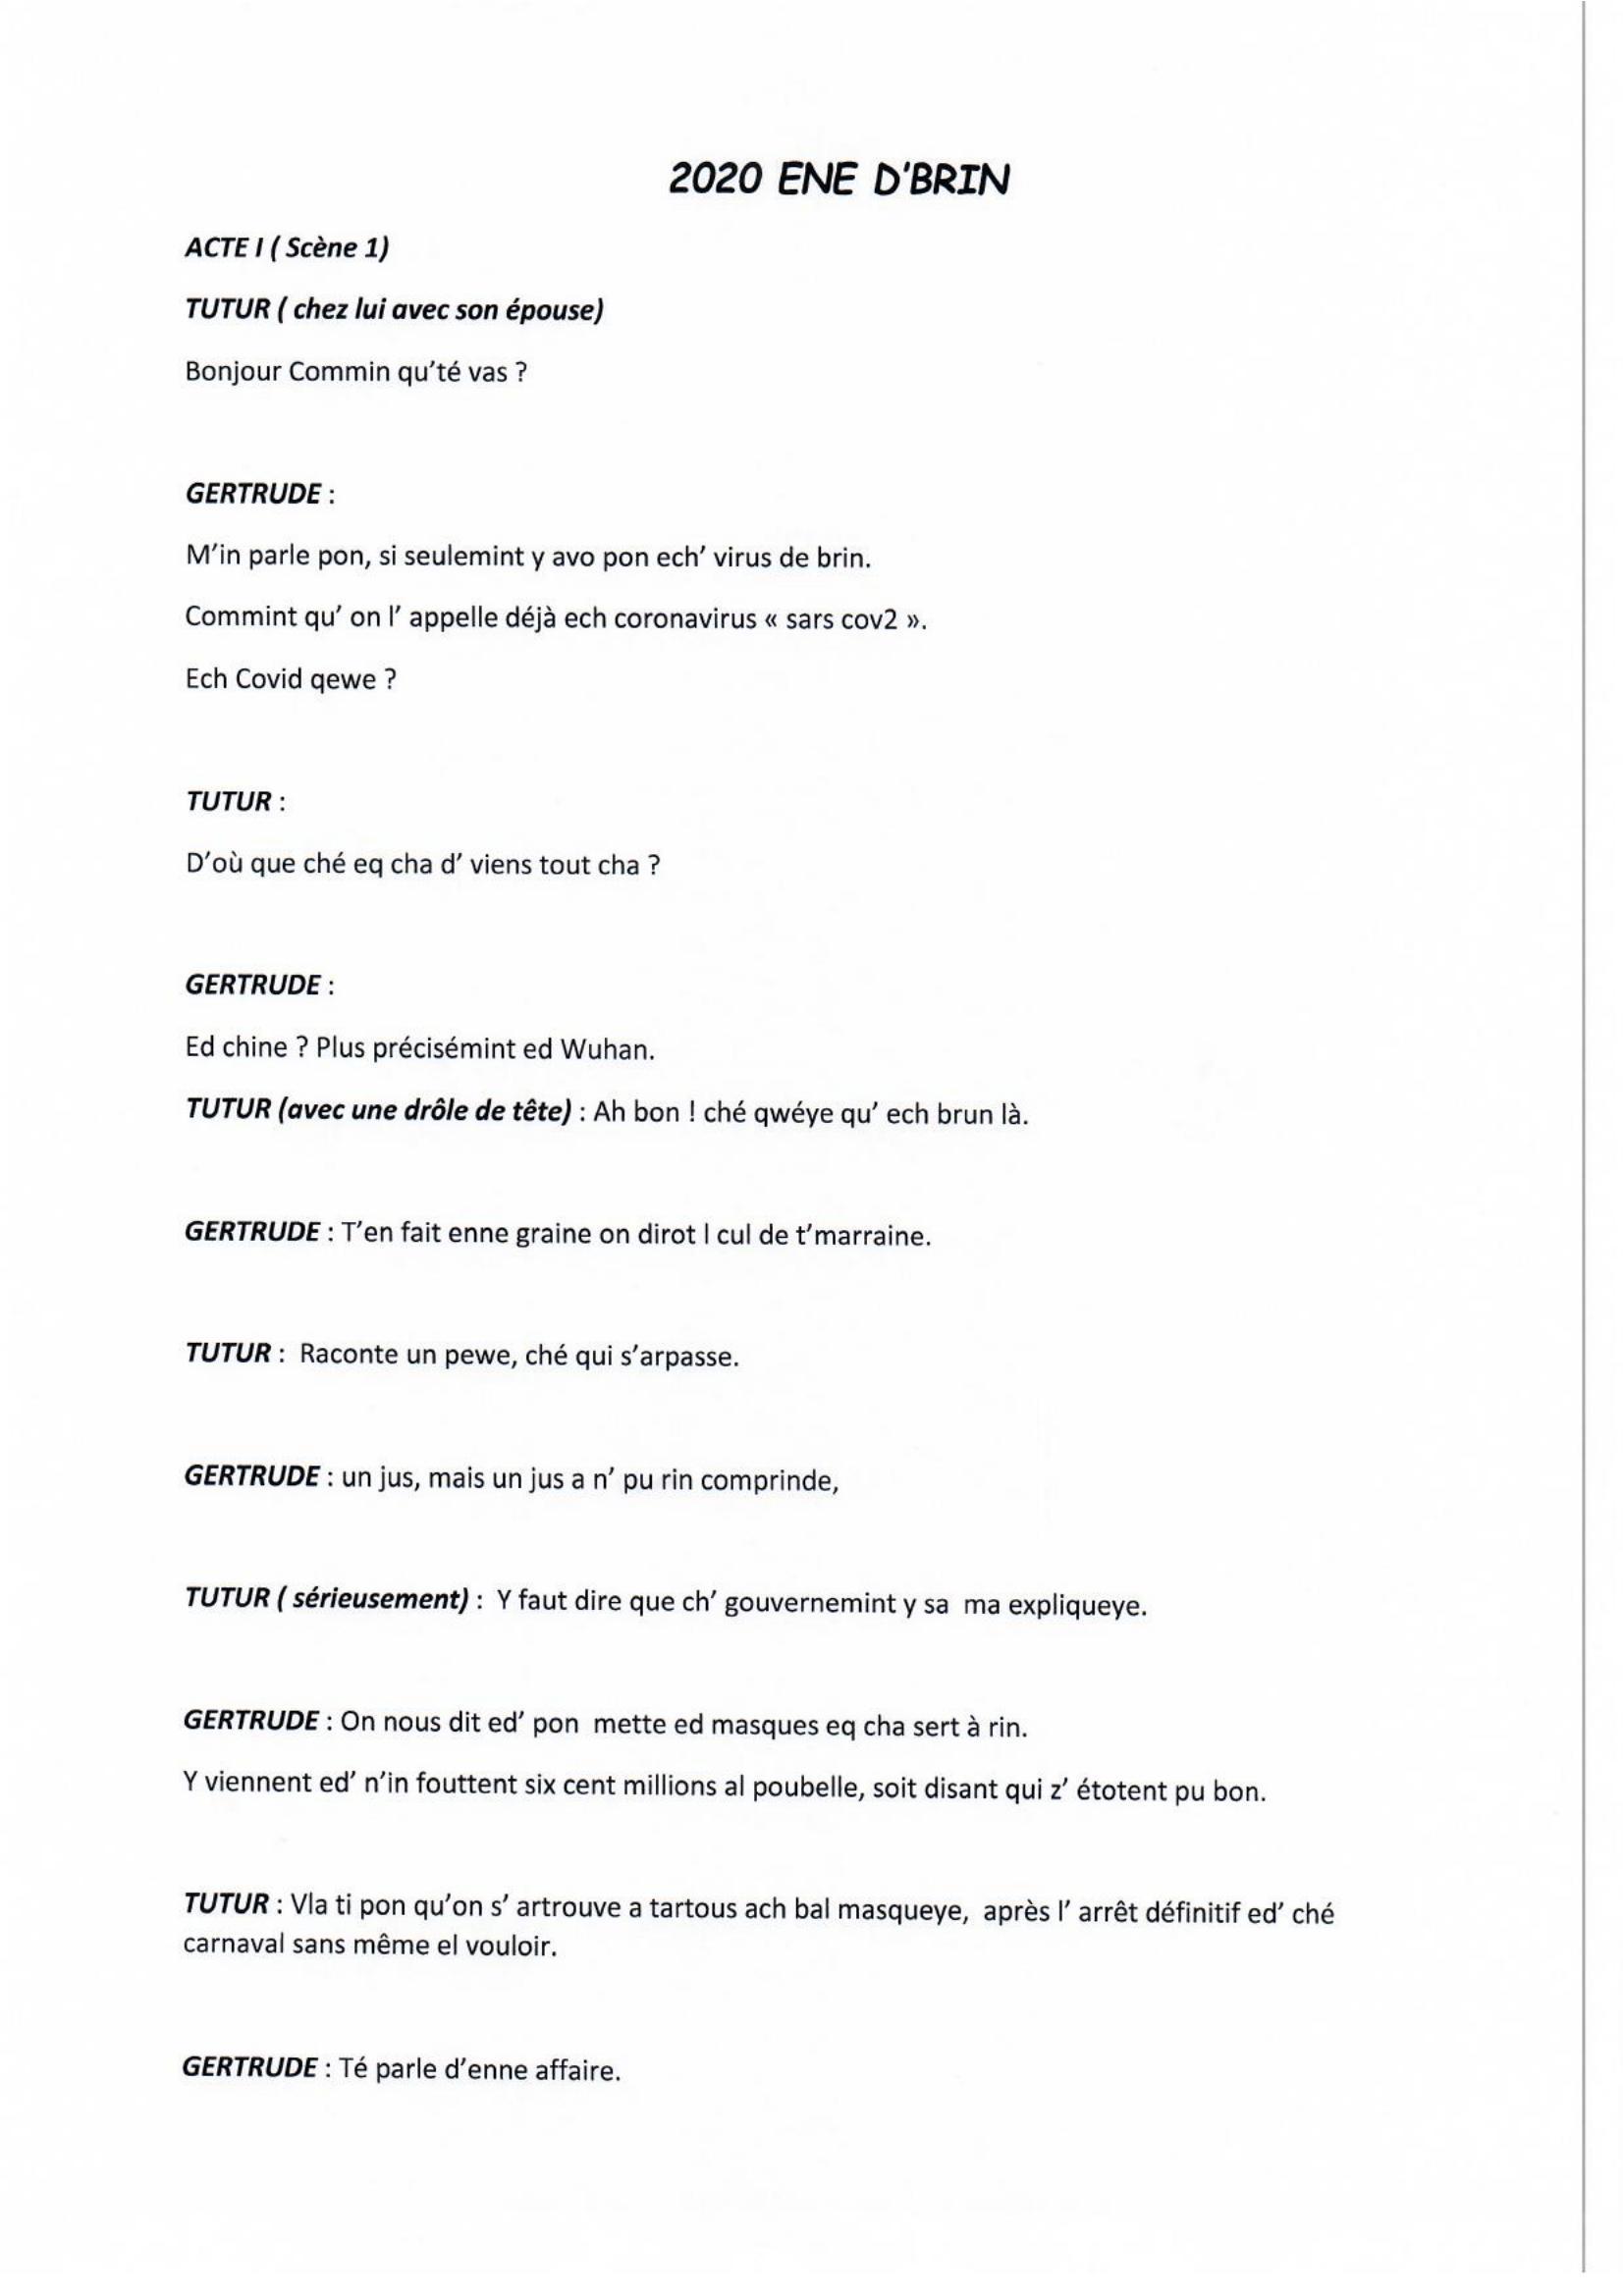 2020 ENE D'BRIN
ACTE I ( Scène 1)
TUTUR ( chez lui avec son épouse)
Bonjour Commin qu'té vas ?
GERTRUDE :
M'in parle pon, si seulemint y avo pon ech' virus de brin.
Commint qu' on l' appelle déjà ech coronavirus « sars cov2 ».
Ech Covid qewe ?
TUTUR :
D'où que ché eq cha d' viens tout cha ?
GERTRUDE :
Ed chine ? Plus précisémint ed Wuhan.
TUTUR (avec une drôle de tête) : Ah bon ! ché qwéye qu' ech brun là.
GERTRUDE : T'en fait enne graine on dirot l cul de t'marraine.
TUTUR : Raconte un pewe, ché qui s'arpasse.
GERTRUDE : un jus, mais un jus a n' pu rin comprinde,
TUTUR ( sérieusement) : Y faut dire que ch' gouvernemint y sa ma expliqueye.
GERTRUDE : On nous dit ed' pon mette ed masques eq cha sert à rin.
Y viennent ed' n'in fouttent six cent millions al poubelle, soit disant qui z' étotent pu bon.
TUTUR : Vla ti pon qu'on s' artrouve a tartous ach bal masqueye, après l' arrêt définitif ed' ché
carnaval sans même el vouloir.
GERTRUDE : Té parle d'enne affaire.